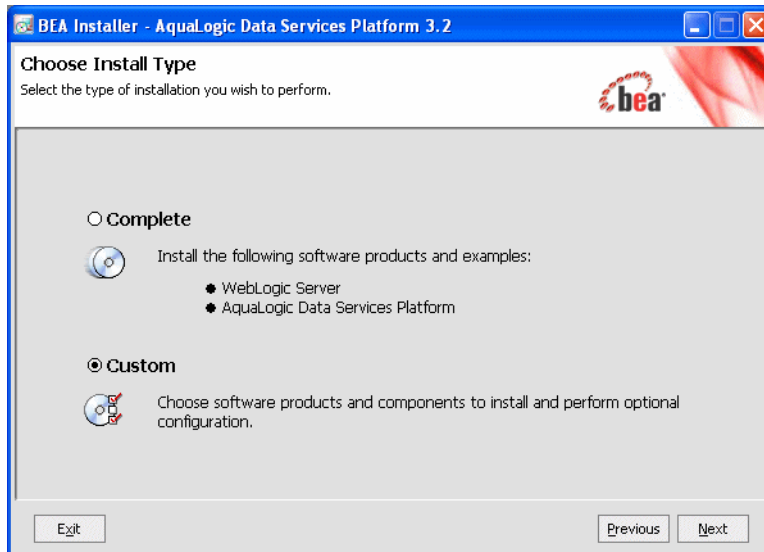 BEA Installer - AquaLogic Data Services Platform 3.2
Choose Install Type
Select the type of installation you wish to perform.
bea
Complete
Install the following software products and examples:
WebLogic Server
AquaLogic Data Services Platform
Custom
Choose software products and components to install and perform optional
configuration.
Exit
Previous
Next